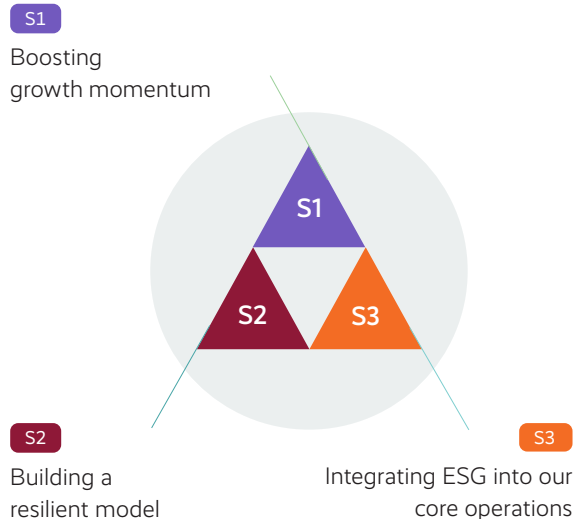 S1
Boosting
growth momentum
S1
S2
S3
S2
Building a
resilient model
S3
Integrating ESG into our
core operations